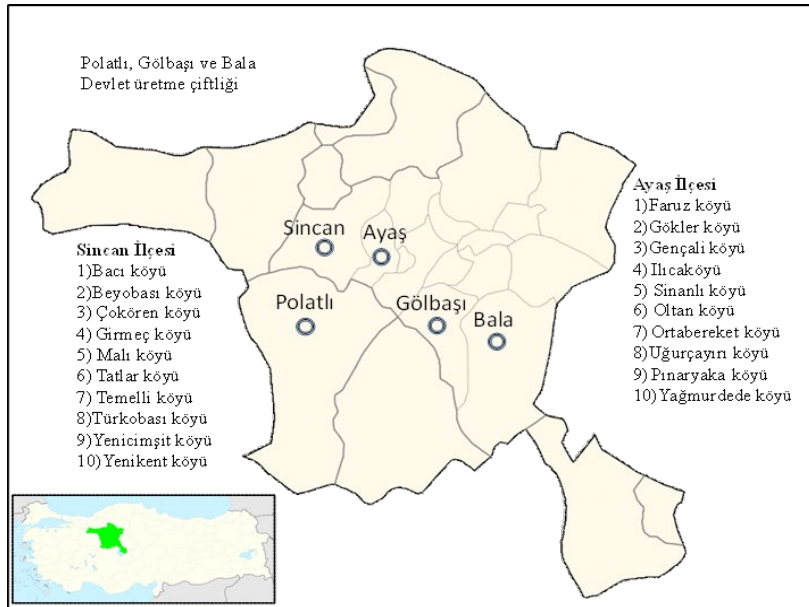 Polatlı, Gölbaşı ve Bala
Devlet üretme çiftliği
Sincan
Ayaş
Polatlı
Gölbaşı
Bala
Sincan İlçesi
1)Bacı köyü
2)Beyobası köyü
3) Çokören köyü
4) Girmeç köyü
5) Malı köyü
6) Tatlar köyü
7) Temelli köyü
8)Türkobası köyü
9)Yenicimşit köyü
10) Yenikent köyü
Ayaş İlçesi
1)Faruz köyü
2)Gökler köyü
3)Gençali köyü
4) Ilıcaköyü
5) Sinanlı köyü
6) Oltan köyü
7) Ortabereket köyü
8)Uğurçayırı köyü
9)Pınaryaka köyü
10)Yağmurdede köyü